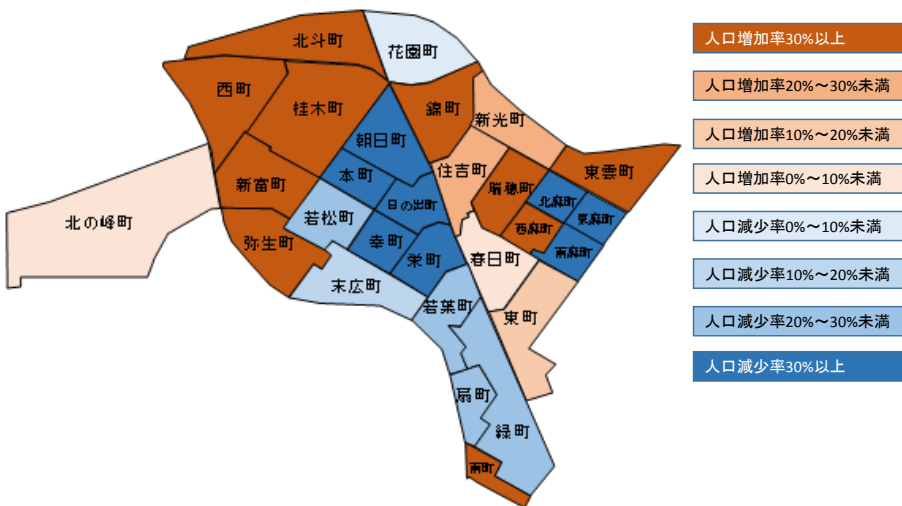 北斗町
花園町
西町
桂木町
錦町
新光町
朝日町
住吉町
東雲町
新富町
本町
瑞穂町
北麻町
東麻町
日の出町
北の峰町
若松町
西麻町
弥生町
幸町
南麻町
栄町
春日町
末広町
若葉町
東町
扇町
緑町
南町
人口増加率30%以上
人口増加率20%～30%未満
人口増加率10%～20%未満
人口増加率0%～10%未満
人口減少率0%～10%未満
人口減少率10%～20%未満
人口減少率20%～30%未満
人口減少率30%以上